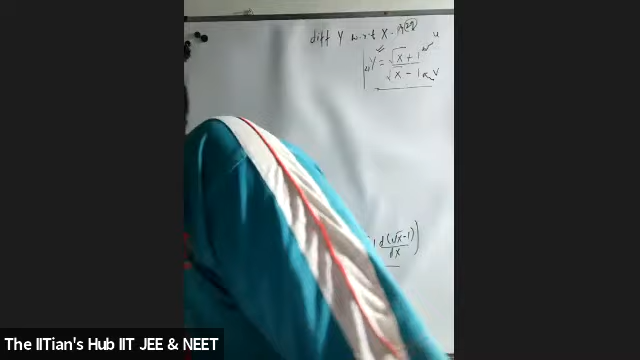 diff Y w.r.t X.
Y = √x + 1 u
√x - 1 v
d(√x-1)
dx
The IITian's Hub IIT JEE & NEET